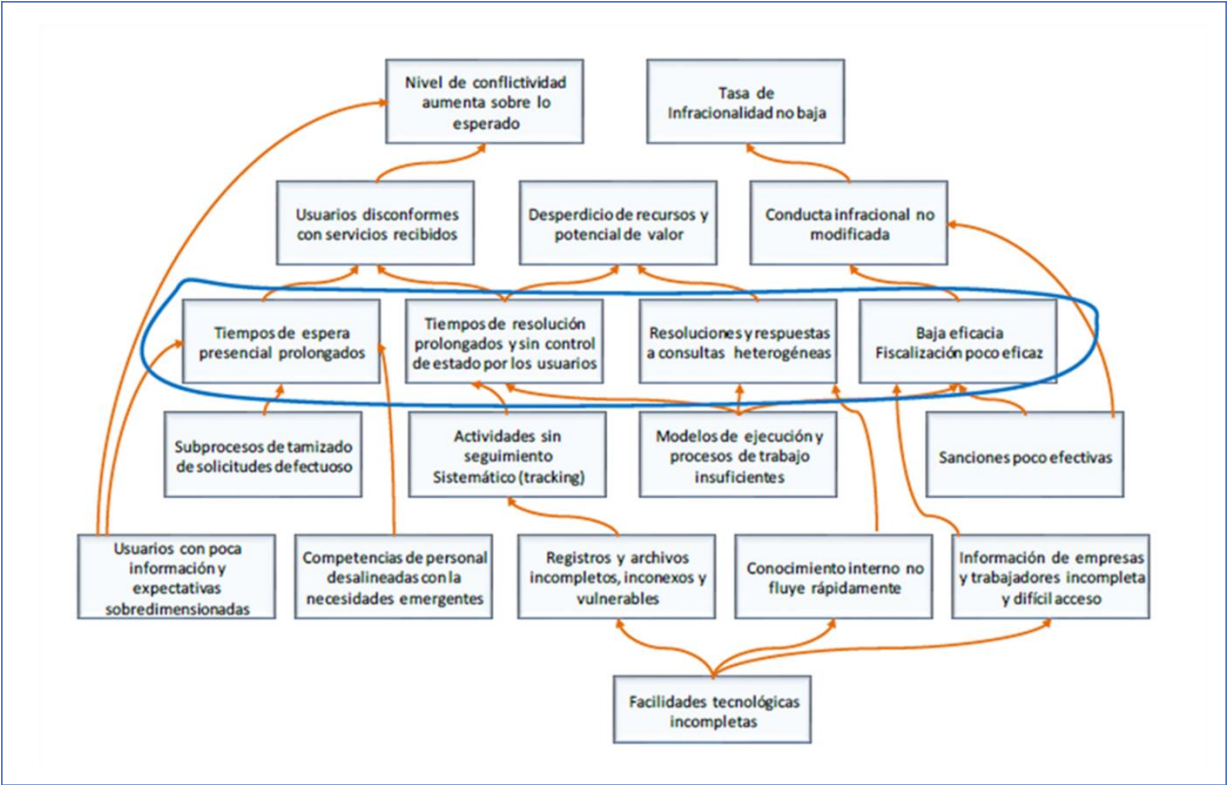 Nivel de conflictividad
aumenta sobre lo
esperado
Tasa de
Infracionalidad no baja
Usuarios disconformes
con servicios recibidos
Desperdicio de recursos y
potencial de valor
Conducta infracional no
modificada
Tiempos de espera
presencial prolongados
Tiempos de resolución
prolongados y sin control
de estado por los usuarios
Resoluciones y respuestas
a consultas heterogéneas
Baja eficacia
Fiscalización poco eficaz
Subprocesos de tamizado
de solicitudes defectuoso
Actividades sin
seguimiento
Sistemático (tracking)
Modelos de ejecución y
procesos de trabajo
insuficientes
Sanciones poco efectivas
Usuarios con poca
información y
expectativas
sobredimensionadas
Competencias de personal
desalineadas con la
necesidades emergentes
Registros y archivos
incompletos, inconexos y
vulnerables
Conocimiento interno no
fluye rápidamente
Información de empresas
y trabajadores incompleta
y difícil acceso
Facilidades tecnológicas
incompletas